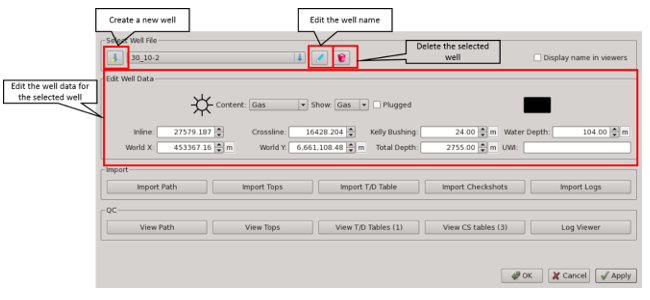 Create a new well
Edit the well name
Select Well File
30_10-2
Delete the selected
well
Display name in viewers
Edit the well data for
the selected well
Edit Well Data
Content: Gas Show: Gas Plugged
Inline: 27579.187 Crossline: 16428.204 Kelly Bushing: 24.00 m Water Depth: 104.00 m
World X: 453367.16 m World Y: 6,661,108.48 m Total Depth: 2755.00 m UWI:
Import
Import Path Import Tops Import T/D Table Import Checkshots Import Logs
QC
View Path View Tops View T/D Tables (1) View CS tables (3) Log Viewer
OK Cancel Apply